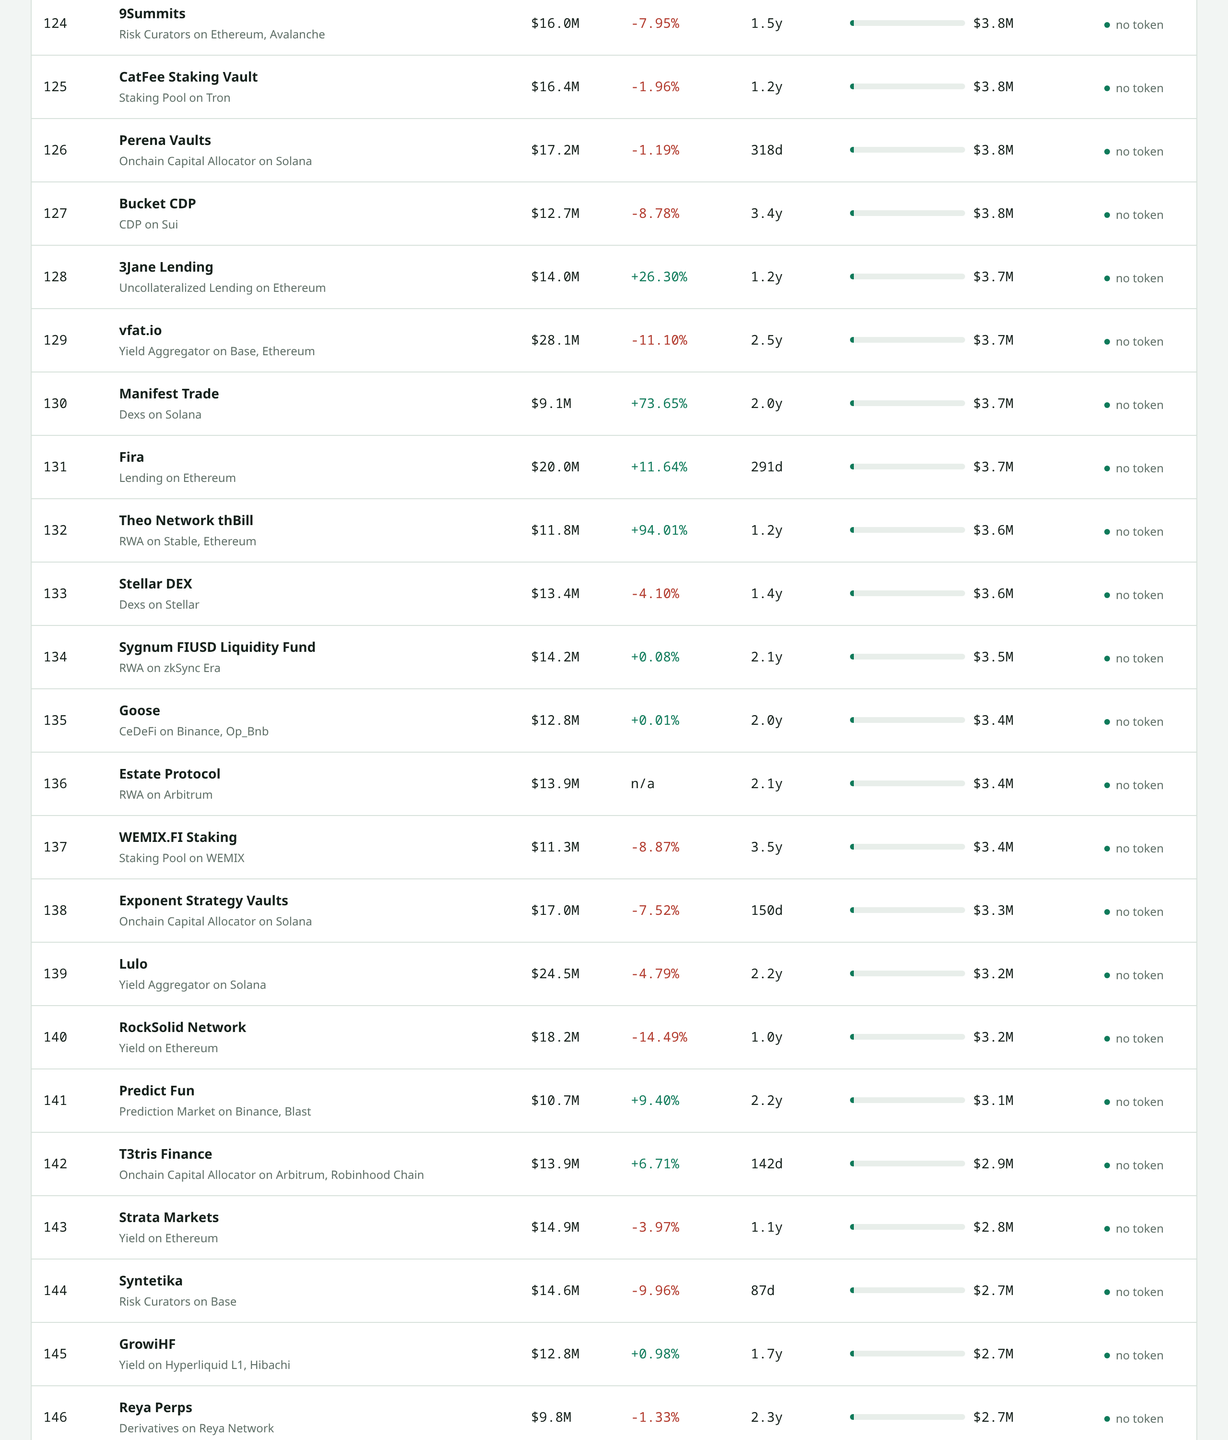 124 9Summits $16.0M -7.95% 1.5y $3.8M no token
Risk Curators on Ethereum, Avalanche
125 CatFee Staking Vault $16.4M -1.96% 1.2y $3.8M no token
Staking Pool on Tron
126 Perena Vaults $17.2M -1.19% 318d $3.8M no token
Onchain Capital Allocator on Solana
127 Bucket CDP $12.7M -8.78% 3.4y $3.8M no token
CDP on Sui
128 3Jane Lending $14.0M +26.30% 1.2y $3.7M no token
Uncollateralized Lending on Ethereum
129 vfat.io $28.1M -11.10% 2.5y $3.7M no token
Yield Aggregator on Base, Ethereum
130 Manifest Trade $9.1M +73.65% 2.0y $3.7M no token
Dexs on Solana
131 Fira $20.0M +11.64% 291d $3.7M no token
Lending on Ethereum
132 Theo Network thBill $11.8M +94.01% 1.2y $3.6M no token
RWA on Stable, Ethereum
133 Stellar DEX $13.4M -4.10% 1.4y $3.6M no token
Dexs on Stellar
134 Sygnum FIUSD Liquidity Fund $14.2M +0.08% 2.1y $3.5M no token
RWA on zkSync Era
135 Goose $12.8M +0.01% 2.0y $3.4M no token
CeDeFi on Binance, Op_Bnb
136 Estate Protocol $13.9M n/a 2.1y $3.4M no token
RWA on Arbitrum
137 WEMIX.FI Staking $11.3M -8.87% 3.5y $3.4M no token
Staking Pool on WEMIX
138 Exponent Strategy Vaults $17.0M -7.52% 150d $3.3M no token
Onchain Capital Allocator on Solana
139 Lulo $24.5M -4.79% 2.2y $3.2M no token
Yield Aggregator on Solana
140 RockSolid Network $18.2M -14.49% 1.0y $3.2M no token
Yield on Ethereum
141 Predict Fun $10.7M +9.40% 2.2y $3.1M no token
Prediction Market on Binance, Blast
142 T3tris Finance $13.9M +6.71% 142d $2.9M no token
Onchain Capital Allocator on Arbitrum, Robinhood Chain
143 Strata Markets $14.9M -3.97% 1.1y $2.8M no token
Yield on Ethereum
144 Syntetika $14.6M -9.96% 87d $2.7M no token
Risk Curators on Base
145 GrowiHF $12.8M +0.98% 1.7y $2.7M no token
Yield on Hyperliquid L1, Hibachi
146 Reya Perps $9.8M -1.33% 2.3y $2.7M no token
Derivatives on Reya Network